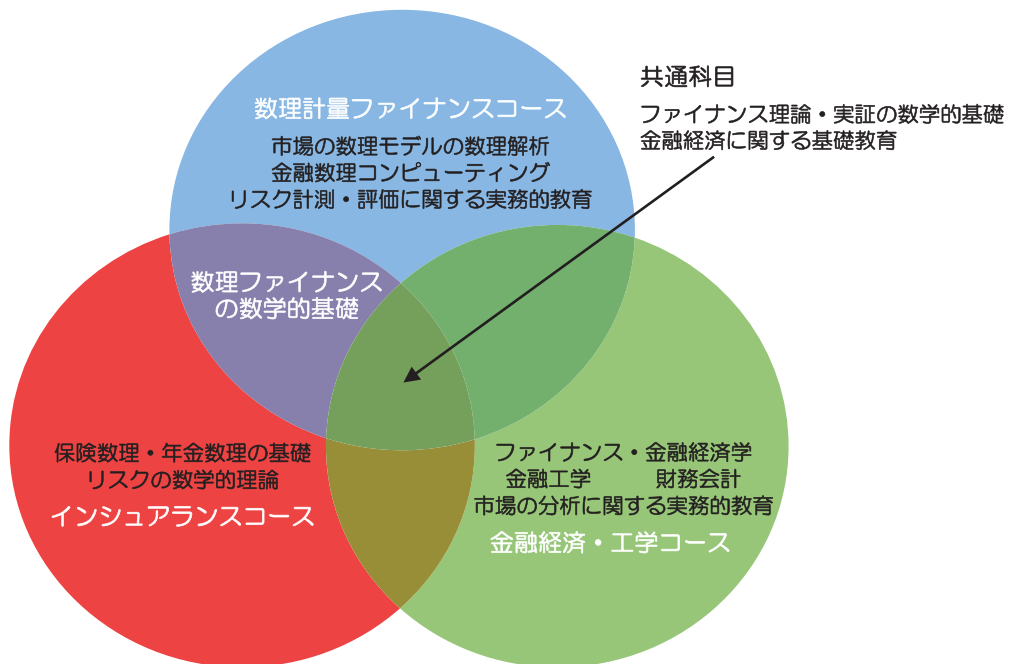 数理計量ファイナンスコース
市場の数理モデルの数理解析
金融数理コンピューティング
リスク計測・評価に関する実務的教育
共通科目
ファイナンス理論・実証の数学的基礎
金融経済に関する基礎教育
数理ファイナンス
の数学的基礎
保険数理・年金数理の基礎
リスクの数学的理論
インシュアランスコース
ファイナンス・金融経済学
金融工学 財務会計
市場の分析に関する実務的教育
金融経済・工学コース